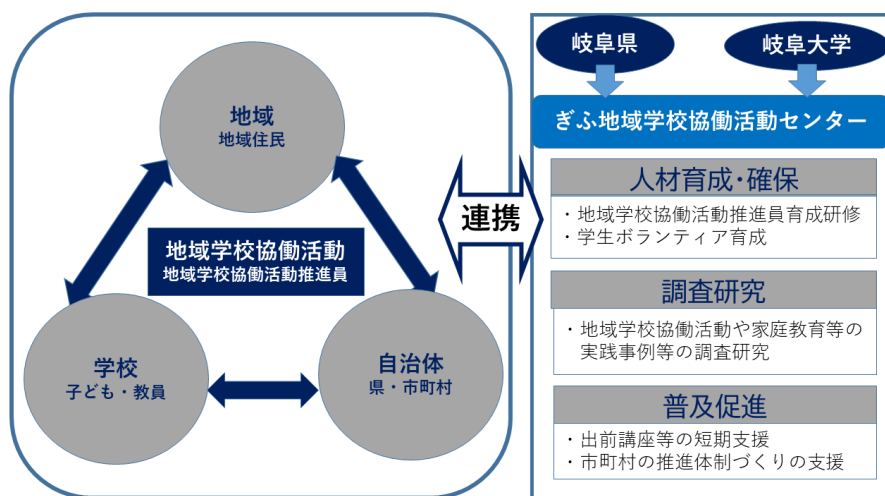 地域
地域住民
地域学校協働活動
地域学校協働活動推進員
学校
子ども・教員
自治体
県・市町村
連携
岐阜県
岐阜大学
ぎふ地域学校協働活動センター
人材育成・確保
・地域学校協働活動推進員育成研修
・学生ボランティア育成
調査研究
・地域学校協働活動や家庭教育等の
実践事例等の調査研究
普及促進
・出前講座等の短期支援
・市町村の推進体制づくりの支援